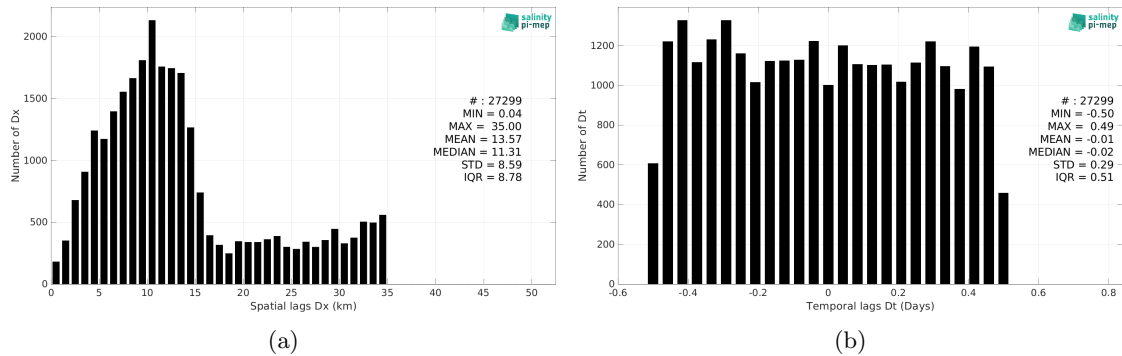 salinity
pi-mep
2000
1500
1000
500
0
Number of Dx
# : 27299
MIN = 0.04
MAX = 35.00
MEAN = 13.57
MEDIAN = 11.31
STD = 8.59
IQR = 8.78
0 5 10 15 20 25 30 35 40 45 50
Spatial lags Dx (km)
(a)
salinity
pi-mep
1200
1000
800
600
400
200
0
Number of Dt
# : 27299
MIN = -0.50
MAX = 0.49
MEAN = -0.01
MEDIAN = -0.02
STD = 0.29
IQR = 0.51
-0.6 -0.4 -0.2 0 0.2 0.4 0.6 0.8
Temporal lags Dt (Days)
(b)